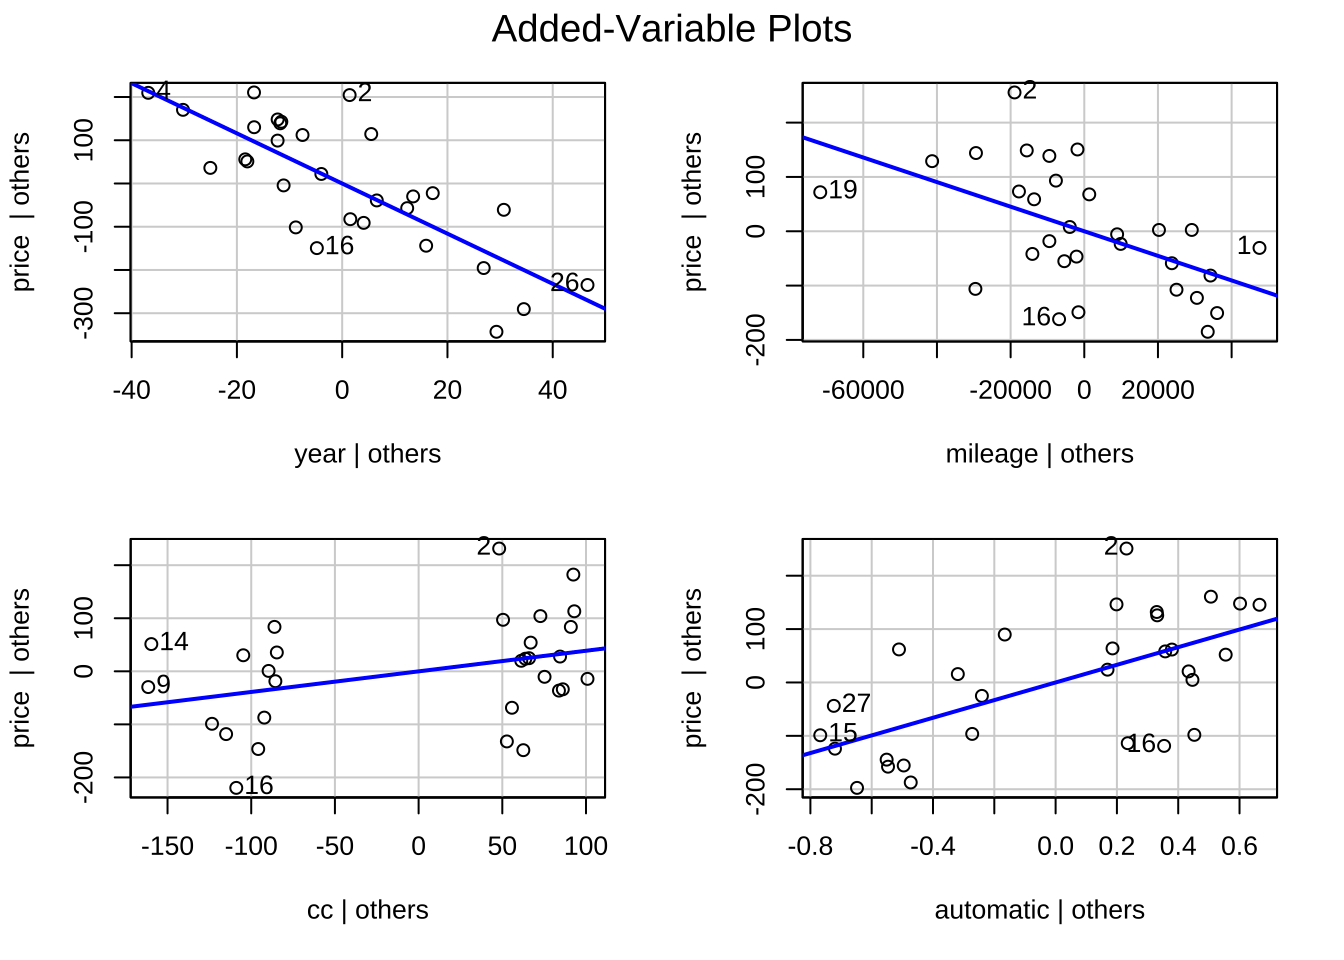 Added-Variable Plots
price | others
100
-100
-300
4
2
16
26
-40 -20 0 20 40
year | others
price | others
100
0
-200
2
19
1
16
-60000 -20000 0 20000
mileage | others
price | others
100
0
-200
2
14
9
16
-150 -100 -50 0 50 100
cc | others
price | others
100
0
-200
2
27
15
16
-0.8 -0.4 0.0 0.2 0.4 0.6
automatic | others